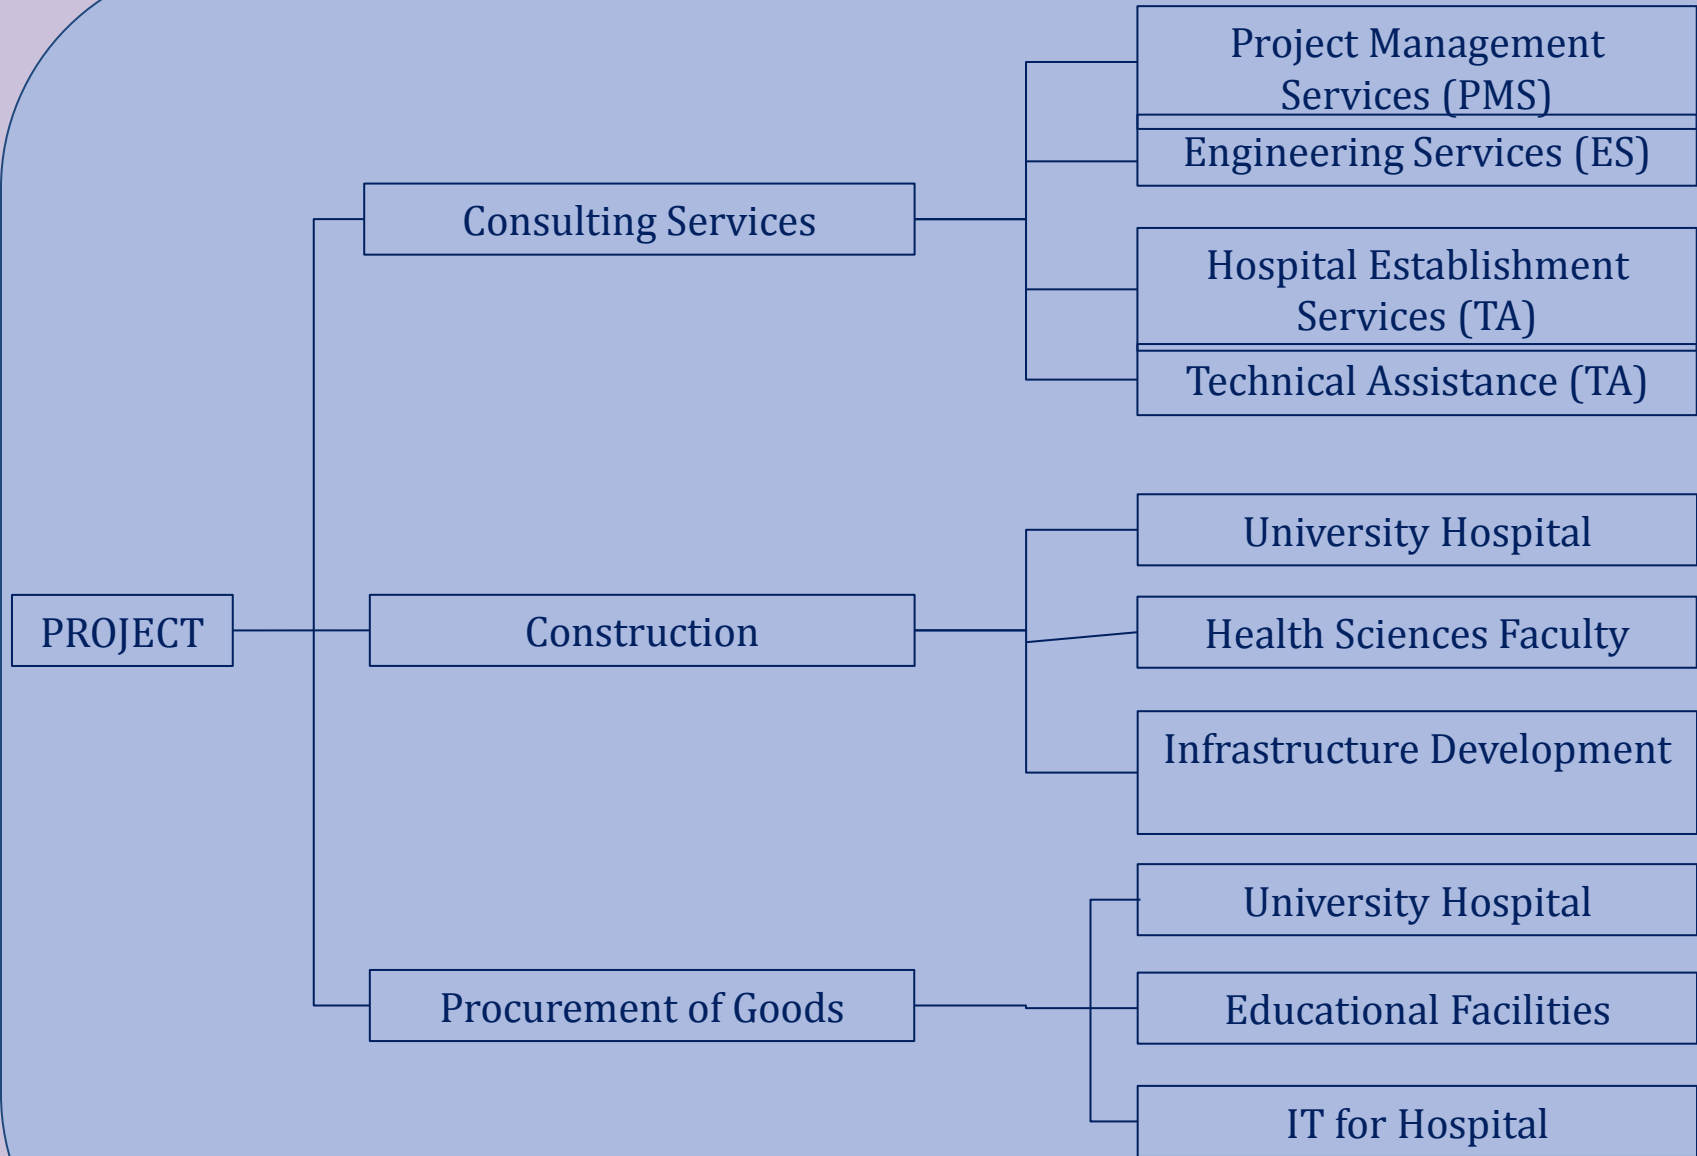 Project Management
Services (PMS)
Engineering Services (ES)
Consulting Services
Hospital Establishment
Services (TA)
Technical Assistance (TA)
University Hospital
PROJECT
Construction
Health Sciences Faculty
Infrastructure Development
University Hospital
Procurement of Goods
Educational Facilities
IT for Hospital